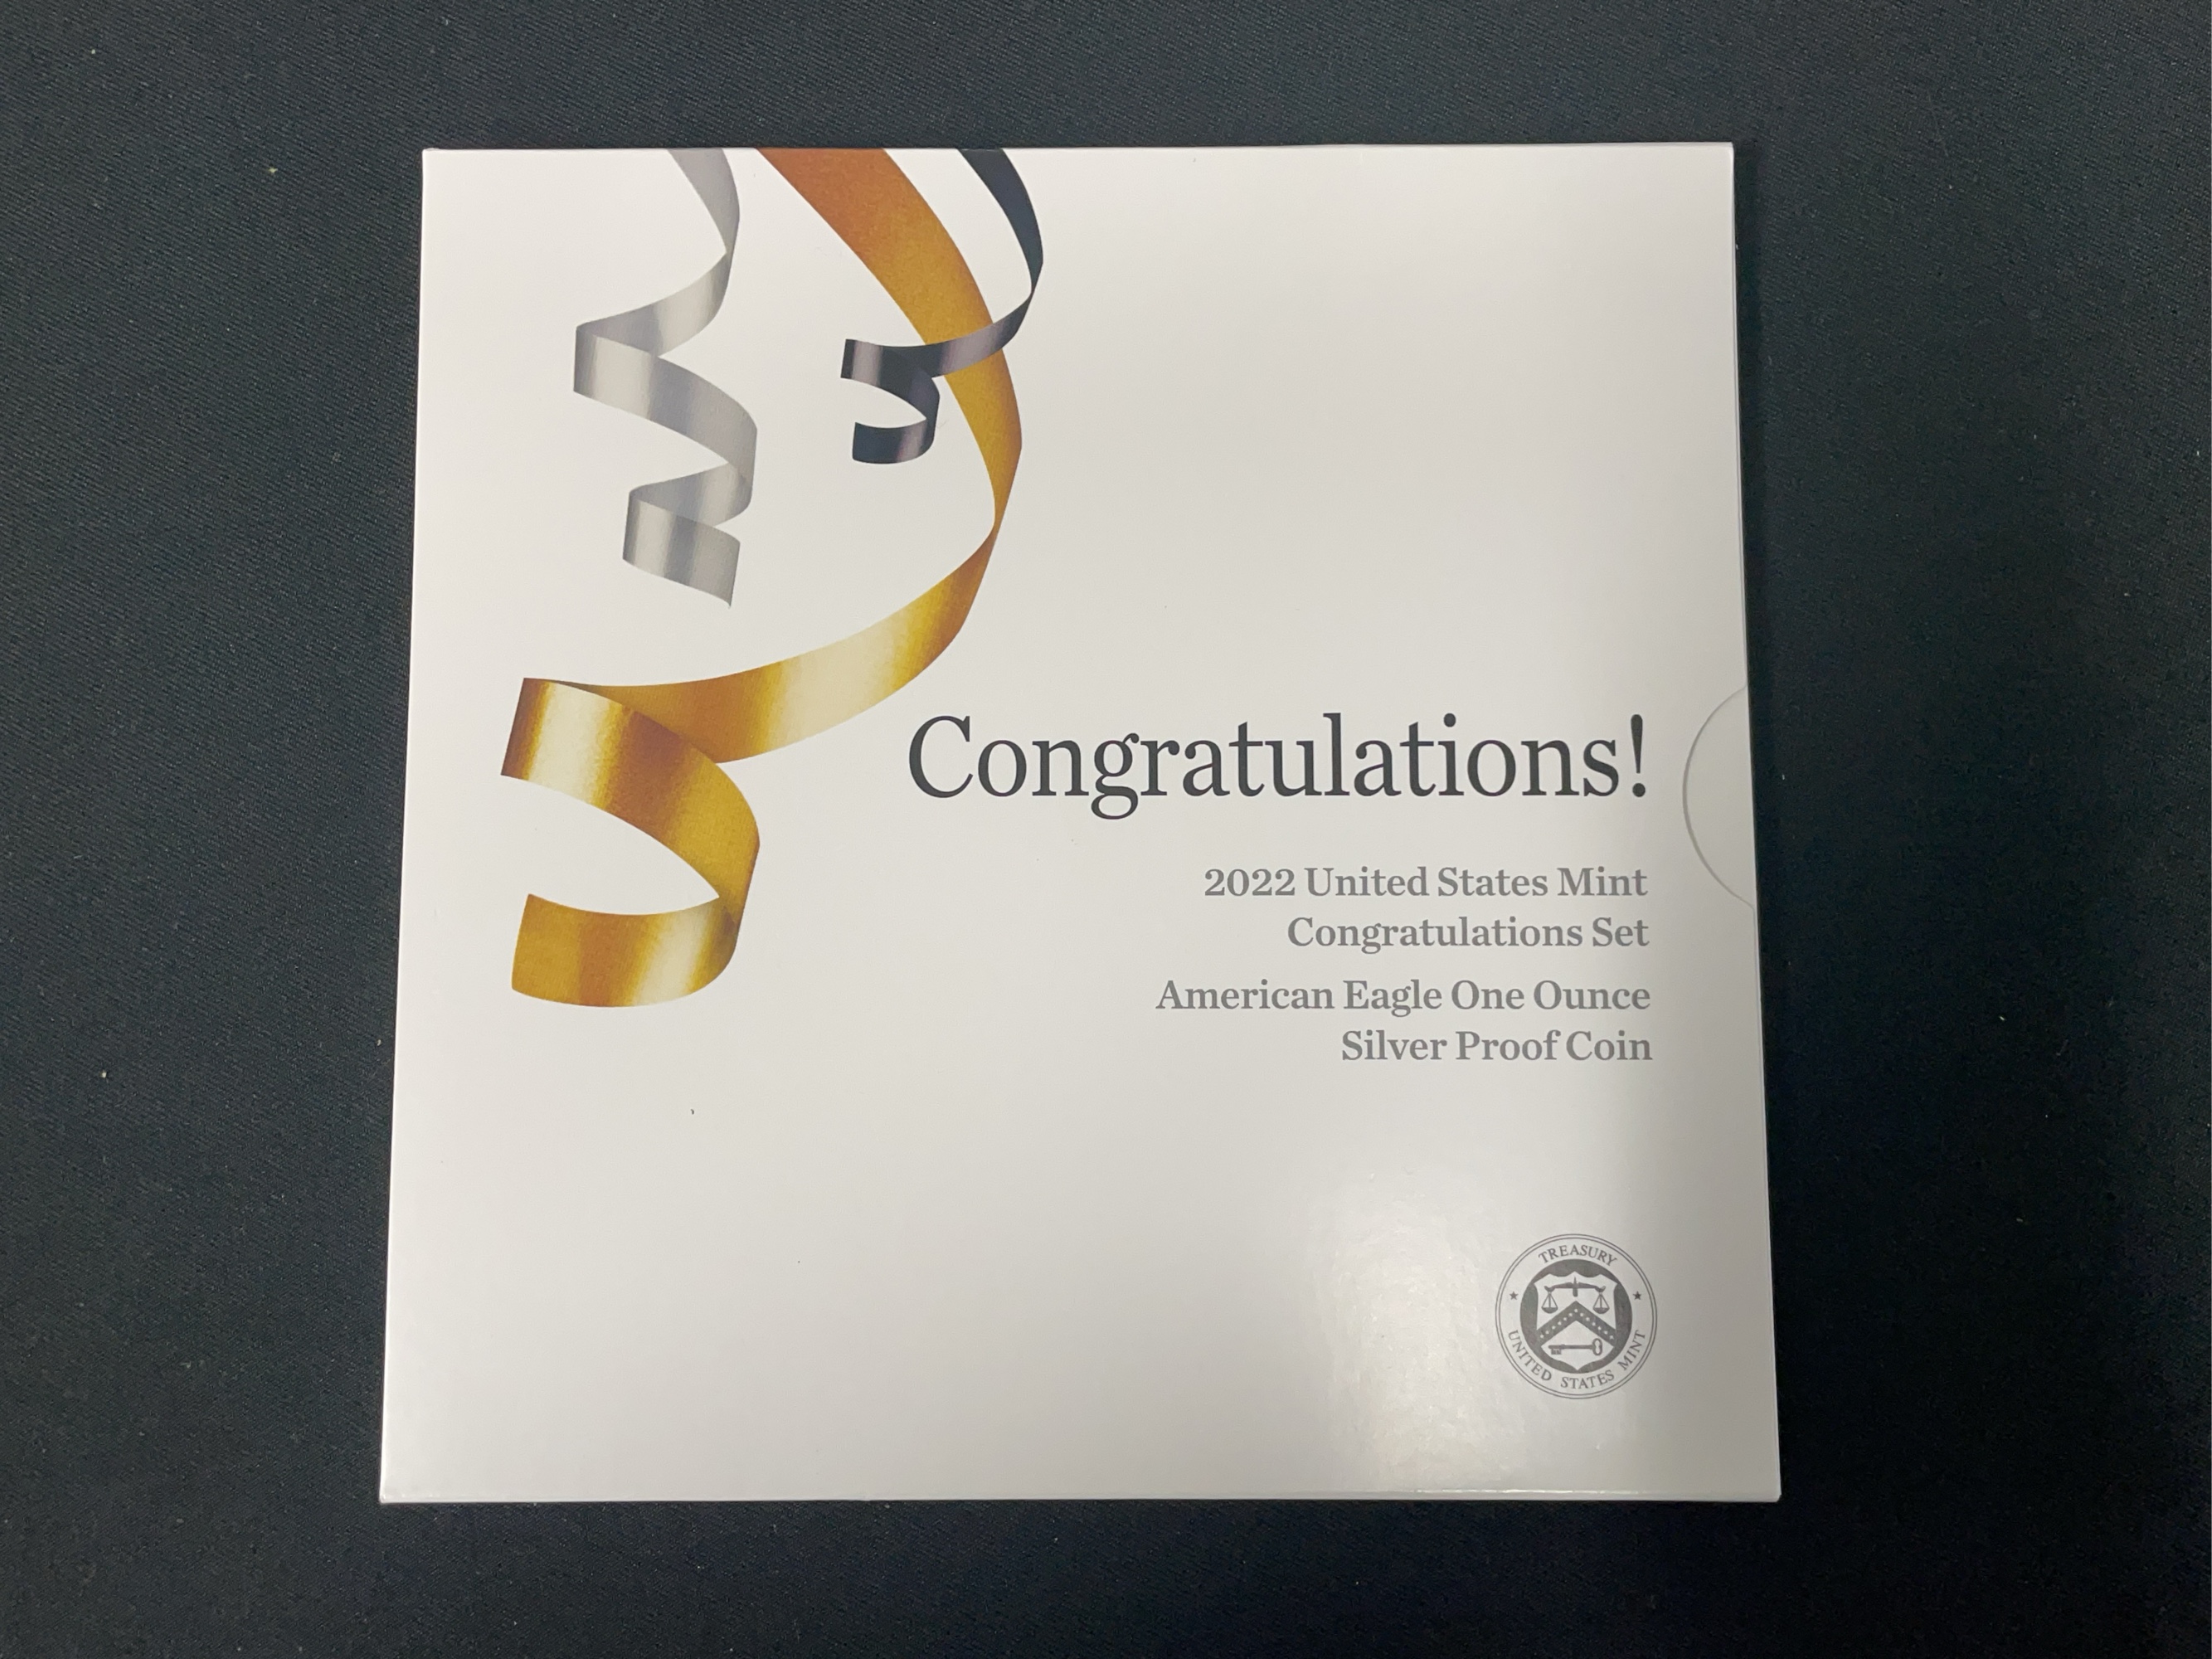 Congratulations!
2022 United States Mint
Congratulations Set
American Eagle One Ounce
Silver Proof Coin
TREASURY
UNITED STATES MINT